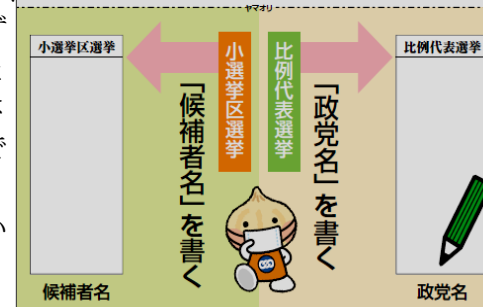 ヤマオリ
小選挙区選挙
小選挙区選挙
「候補者名」を書く
候補者名
比例代表選挙
「政党名」を書く
比例代表選挙
政党名